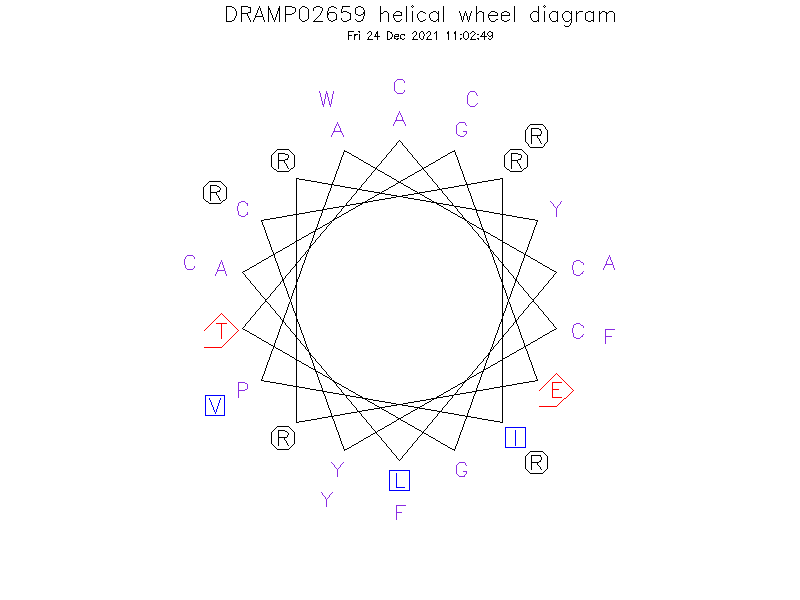 DRAMP02659 helical wheel diagram
Fri 24 Dec 2021 11:02:49
C
W C
A A G
R
R R
R Y
C
C A C A
T C F
P E
V
R I
R
Y L G
Y F